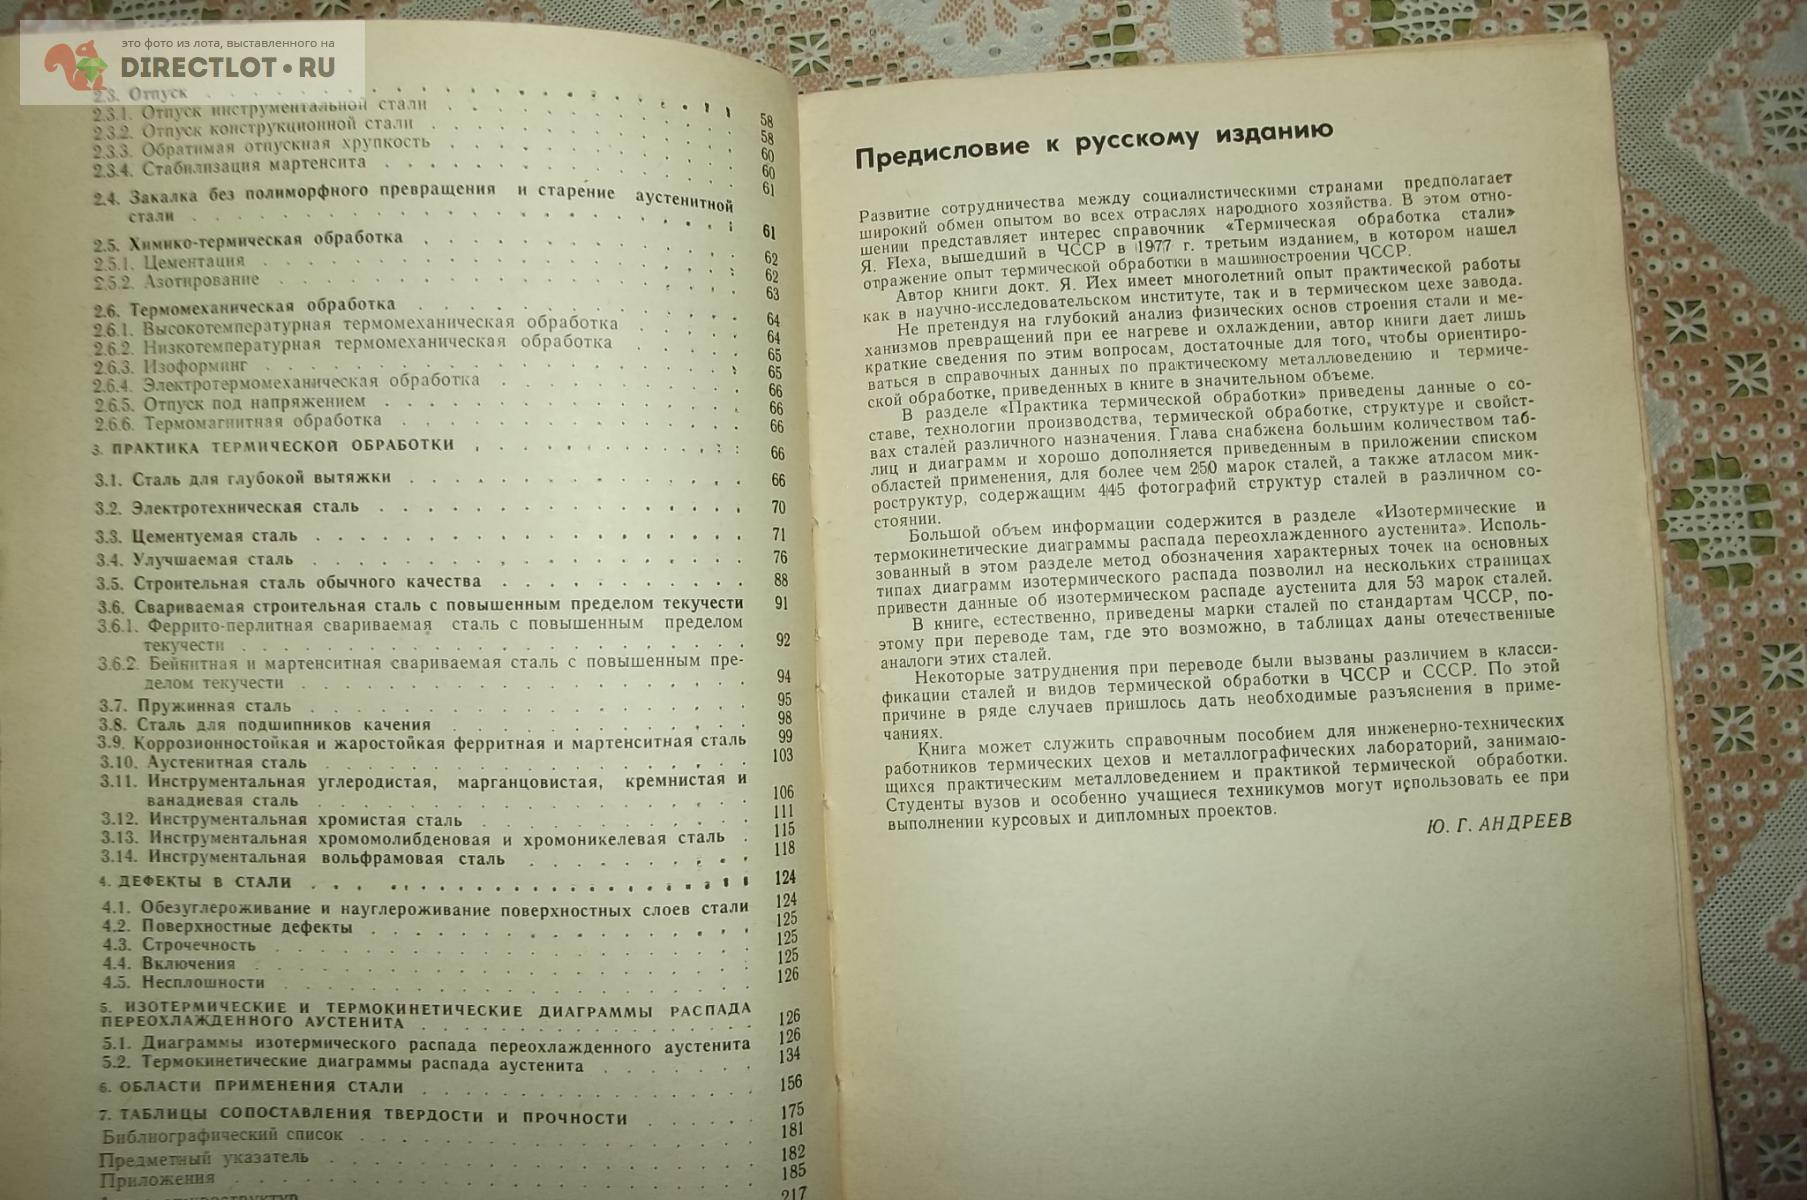 это фото из лота, выставленного на
DIRECTLOT.RU
2.3. Отпуск
2.3.1. Отпуск инструментальной стали 58
2.3.2. Отпуск конструкционной стали 58
2.3.3. Обратимая отпускная хрупкость 60
2.3.4. Стабилизация мартенсита 60
61
2.4. Закалка без полиморфного превращения и старение аустенитной
стали 61
2.5. Химико-термическая обработка 62
2.5.1. Цементация 62
2.5.2. Азотирование 63
2.6. Термомеханическая обработка 64
2.6.1. Высокотемпературная термомеханическая обработка 64
2.6.2. Низкотемпературная термомеханическая обработка 65
2.6.3. Изоформинг 65
2.6.4. Электротермомеханическая обработка 66
2.6.5. Отпуск под напряжением 66
2.6.6. Термомагнитная обработка 66
3. ПРАКТИКА ТЕРМИЧЕСКОЙ ОБРАБОТКИ 66
3.1. Сталь для глубокой вытяжки 66
3.2. Электротехническая сталь 70
3.3. Цементуемая сталь 71
3.4. Улучшаемая сталь 76
3.5. Строительная сталь обычного качества 88
3.6. Свариваемая строительная сталь с повышенным пределом текучести 91
3.6.1. Феррито-перлитная свариваемая сталь с повышенным пределом
текучести 92
3.6.2. Бейнитная и мартенситная свариваемая сталь с повышенным пре-
делом текучести 94
3.7. Пружинная сталь 95
3.8. Сталь для подшипников качения 98
3.9. Коррозионностойкая и жаростойкая ферритная и мартенситная сталь 99
3.10. Аустенитная сталь 103
3.11. Инструментальная углеродистая, марганцовистая, кремнистая и
ванадиевая сталь 106
3.12. Инструментальная хромистая сталь 111
3.13. Инструментальная хромомолибденовая и хромоникелевая сталь 115
3.14. Инструментальная вольфрамовая сталь 118
4. ДЕФЕКТЫ В СТАЛИ 124
4.1. Обезуглероживание и науглероживание поверхностных слоев стали 124
4.2. Поверхностные дефекты 125
4.3. Строчечность 125
4.4. Включения 125
4.5. Несплошности 126
5. ИЗОТЕРМИЧЕСКИЕ И ТЕРМОКИНЕТИЧЕСКИЕ ДИАГРАММЫ РАСПАДА
ПЕРЕОХЛАЖДЕННОГО АУСТЕНИТА 126
5.1. Диаграммы изотермического распада переохлажденного аустенита 126
5.2. Термокинетические диаграммы распада аустенита 134
6. ОБЛАСТИ ПРИМЕНЕНИЯ СТАЛИ 156
7. ТАБЛИЦЫ СОПОСТАВЛЕНИЯ ТВЕРДОСТИ И ПРОЧНОСТИ 175
Библиографический список 181
Предметный указатель 182
Приложения 185
217
Предисловие к русскому изданию
Развитие сотрудничества между социалистическими странами предполагает
широкий обмен опытом во всех отраслях народного хозяйства. В этом отно-
шении представляет интерес справочник «Термическая обработка стали»
Я. Йеха, вышедший в ЧССР в 1977 г. третьим изданием, в котором нашел
отражение опыт термической обработки в машиностроении ЧССР.
Автор книги докт. Я. Йех имеет многолетний опыт практической работы
как в научно-исследовательском институте, так и в термическом цехе завода.
Не претендуя на глубокий анализ физических основ строения стали и ме-
ханизмов превращений при ее нагреве и охлаждении, автор книги дает лишь
краткие сведения по этим вопросам, достаточные для того, чтобы ориентиро-
ваться в справочных данных по практическому металловедению и термиче-
ской обработке, приведенных в книге в значительном объеме.
В разделе «Практика термической обработки» приведены данные о со-
ставе, технологии производства, термической обработке, структуре и свойст-
вах сталей различного назначения. Глава снабжена большим количеством таб-
лиц и диаграмм и хорошо дополняется приведенным в приложении списком
областей применения, для более чем 250 марок сталей, а также атласом мик-
роструктур, содержащим 445 фотографий структур сталей в различном со-
стоянии.
Большой объем информации содержится в разделе «Изотермические и
термокинетические диаграммы распада переохлажденного аустенита». Исполь-
зованный в этом разделе метод обозначения характерных точек на основных
типах диаграмм изотермического распада позволил на нескольких страницах
привести данные об изотермическом распаде аустенита для 53 марок сталей.
В книге, естественно, приведены марки сталей по стандартам ЧССР, по-
этому при переводе там, где это возможно, в таблицах даны отечественные
аналоги этих сталей.
Некоторые затруднения при переводе были вызваны различием в класси-
фикации сталей и видов термической обработки в ЧССР и СССР. По этой
причине в ряде случаев пришлось дать необходимые разъяснения в приме-
чаниях.
Книга может служить справочным пособием для инженерно-технических
работников термических цехов и металлографических лабораторий, занимаю-
щихся практическим металловедением и практикой термической обработки.
Студенты вузов и особенно учащиеся техникумов могут использовать ее при
выполнении курсовых и дипломных проектов.
Ю. Г. АНДРЕЕВ